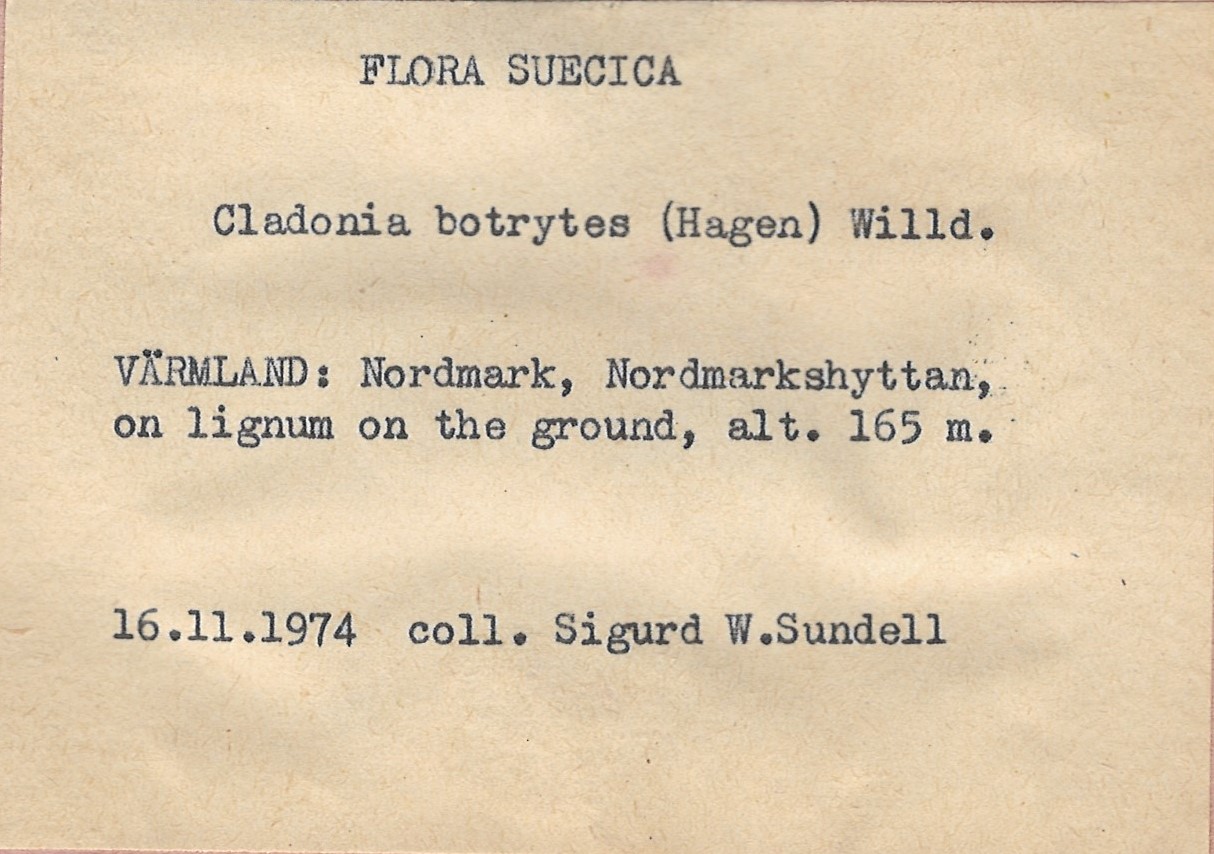 FLORA SUECICA
Cladonia botrytes (Hagen) Willd.
VÄRMLAND: Nordmark, Nordmarkshyttan,
on lignum on the ground, alt. 165 m.
16.11.1974 coll. Sigurd W.Sundell